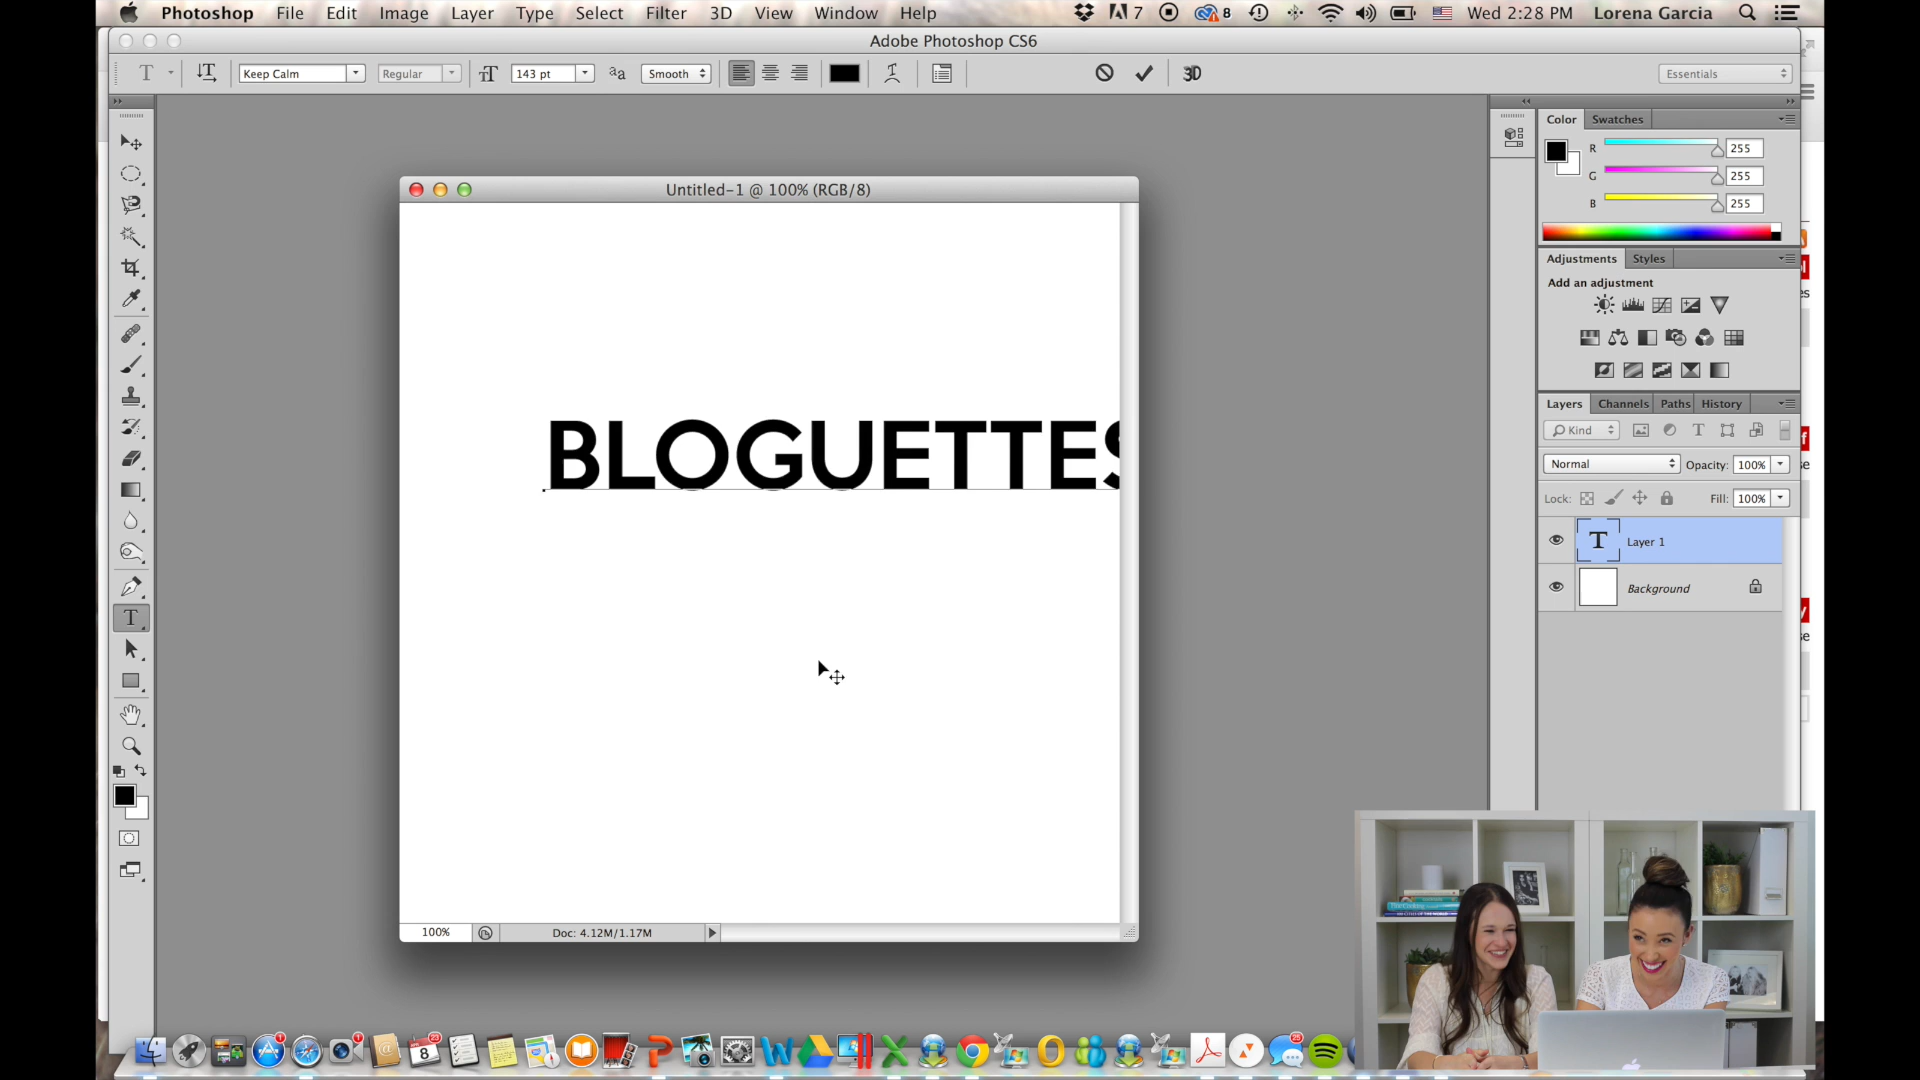 Photoshop File Edit Image Layer Type Select Filter 3D View Window Help 7 8 Wed 2:28 PM Lorena Garcia
Adobe Photoshop CS6
T Keep Calm Regular 143 pt Smooth 3D Essentials
Color Swatches
R 255
G 255
B 255
Adjustments Styles
Add an adjustment
Untitled-1 @ 100% (RGB/8)
BLOGUETTES
Layers Channels Paths History
Kind
Normal Opacity: 100%
Lock: Fill: 100%
T Layer 1
Background
100% Doc: 4.12M/1.17M